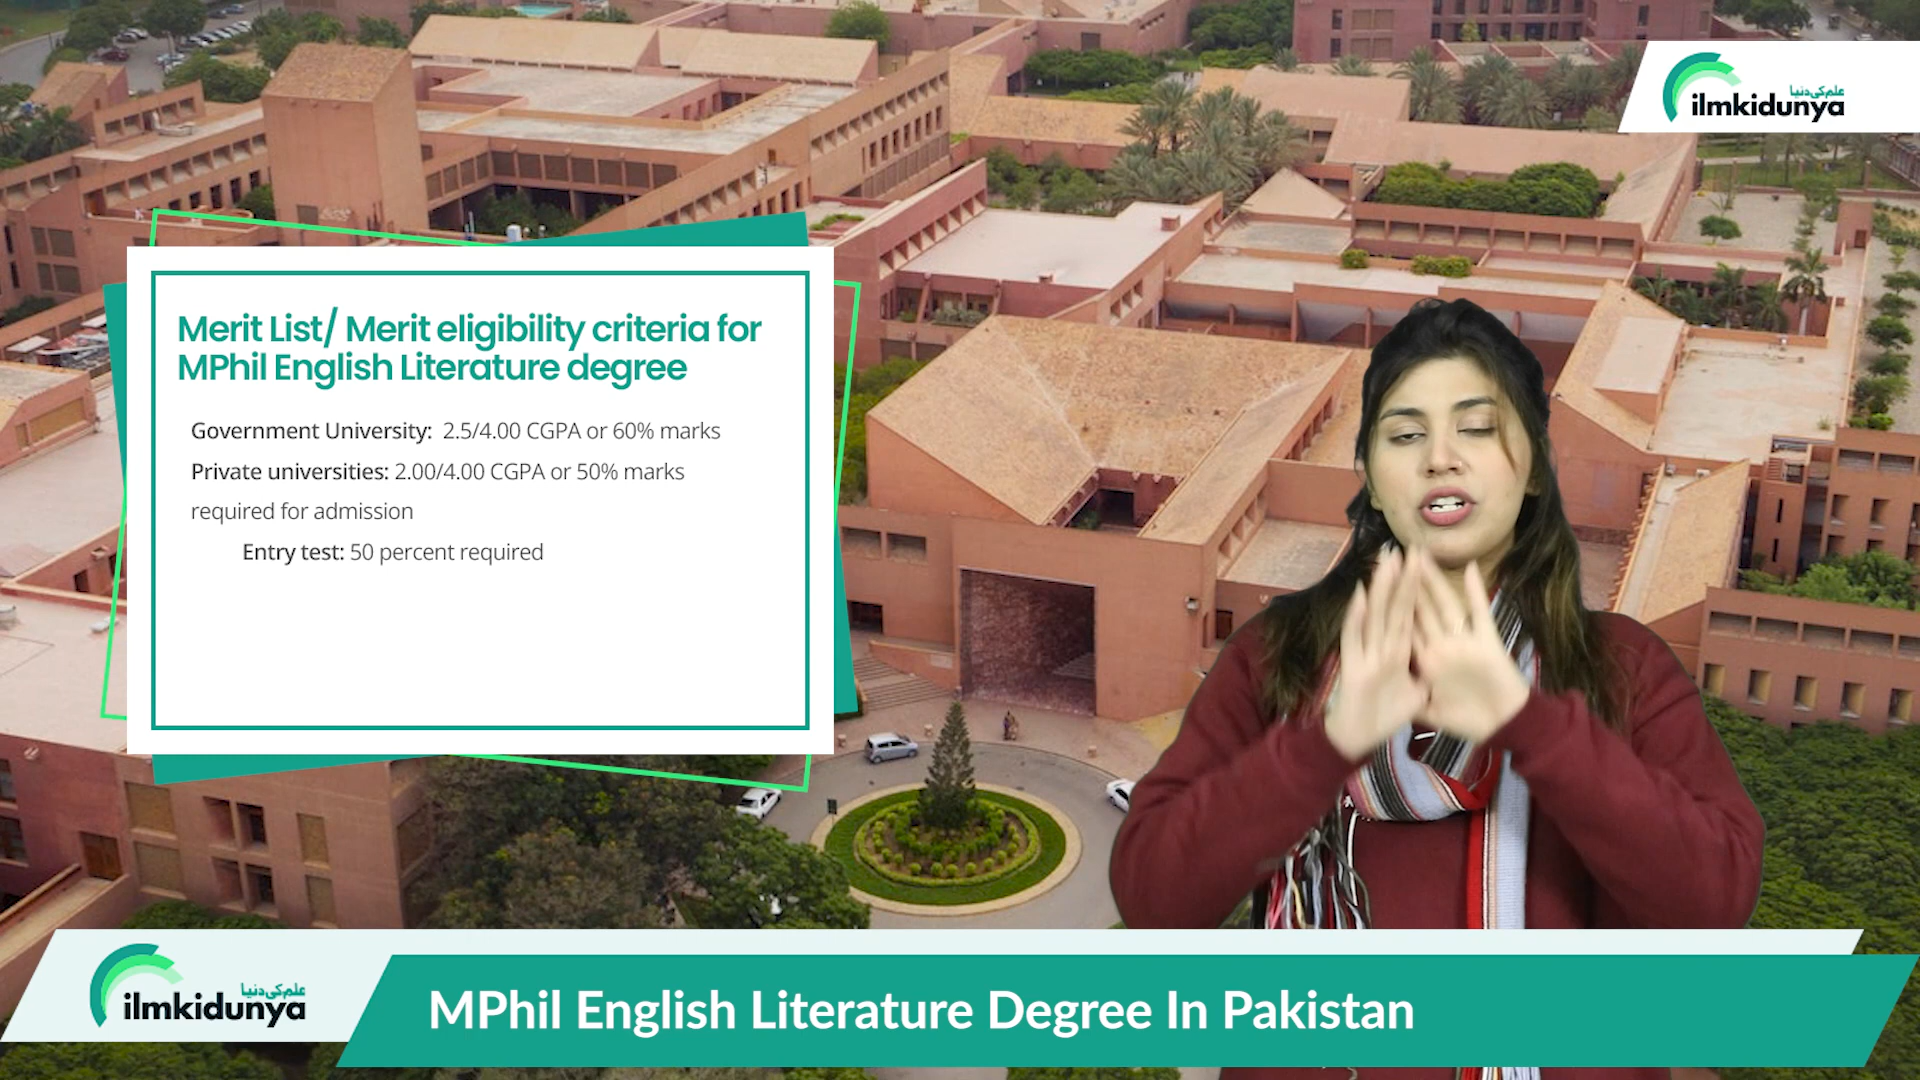 علم کی دنیا
ilmkidunya
Merit List/ Merit eligibility criteria for
MPhil English Literature degree
Government University: 2.5/4.00 CGPA or 60% marks
Private universities: 2.00/4.00 CGPA or 50% marks
required for admission
Entry test: 50 percent required
علم کی دنیا
ilmkidunya
MPhil English Literature Degree In Pakistan